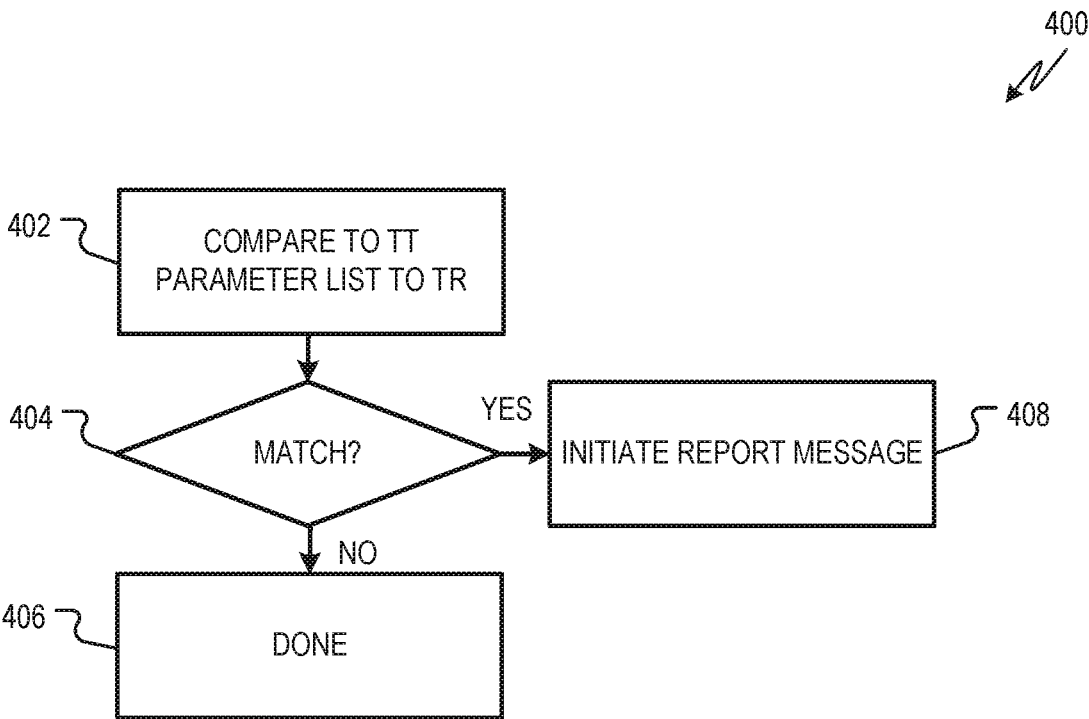 400
402
COMPARE TO TT
PARAMETER LIST TO TR
404
MATCH?
YES
INITIATE REPORT MESSAGE
408
NO
406
DONE